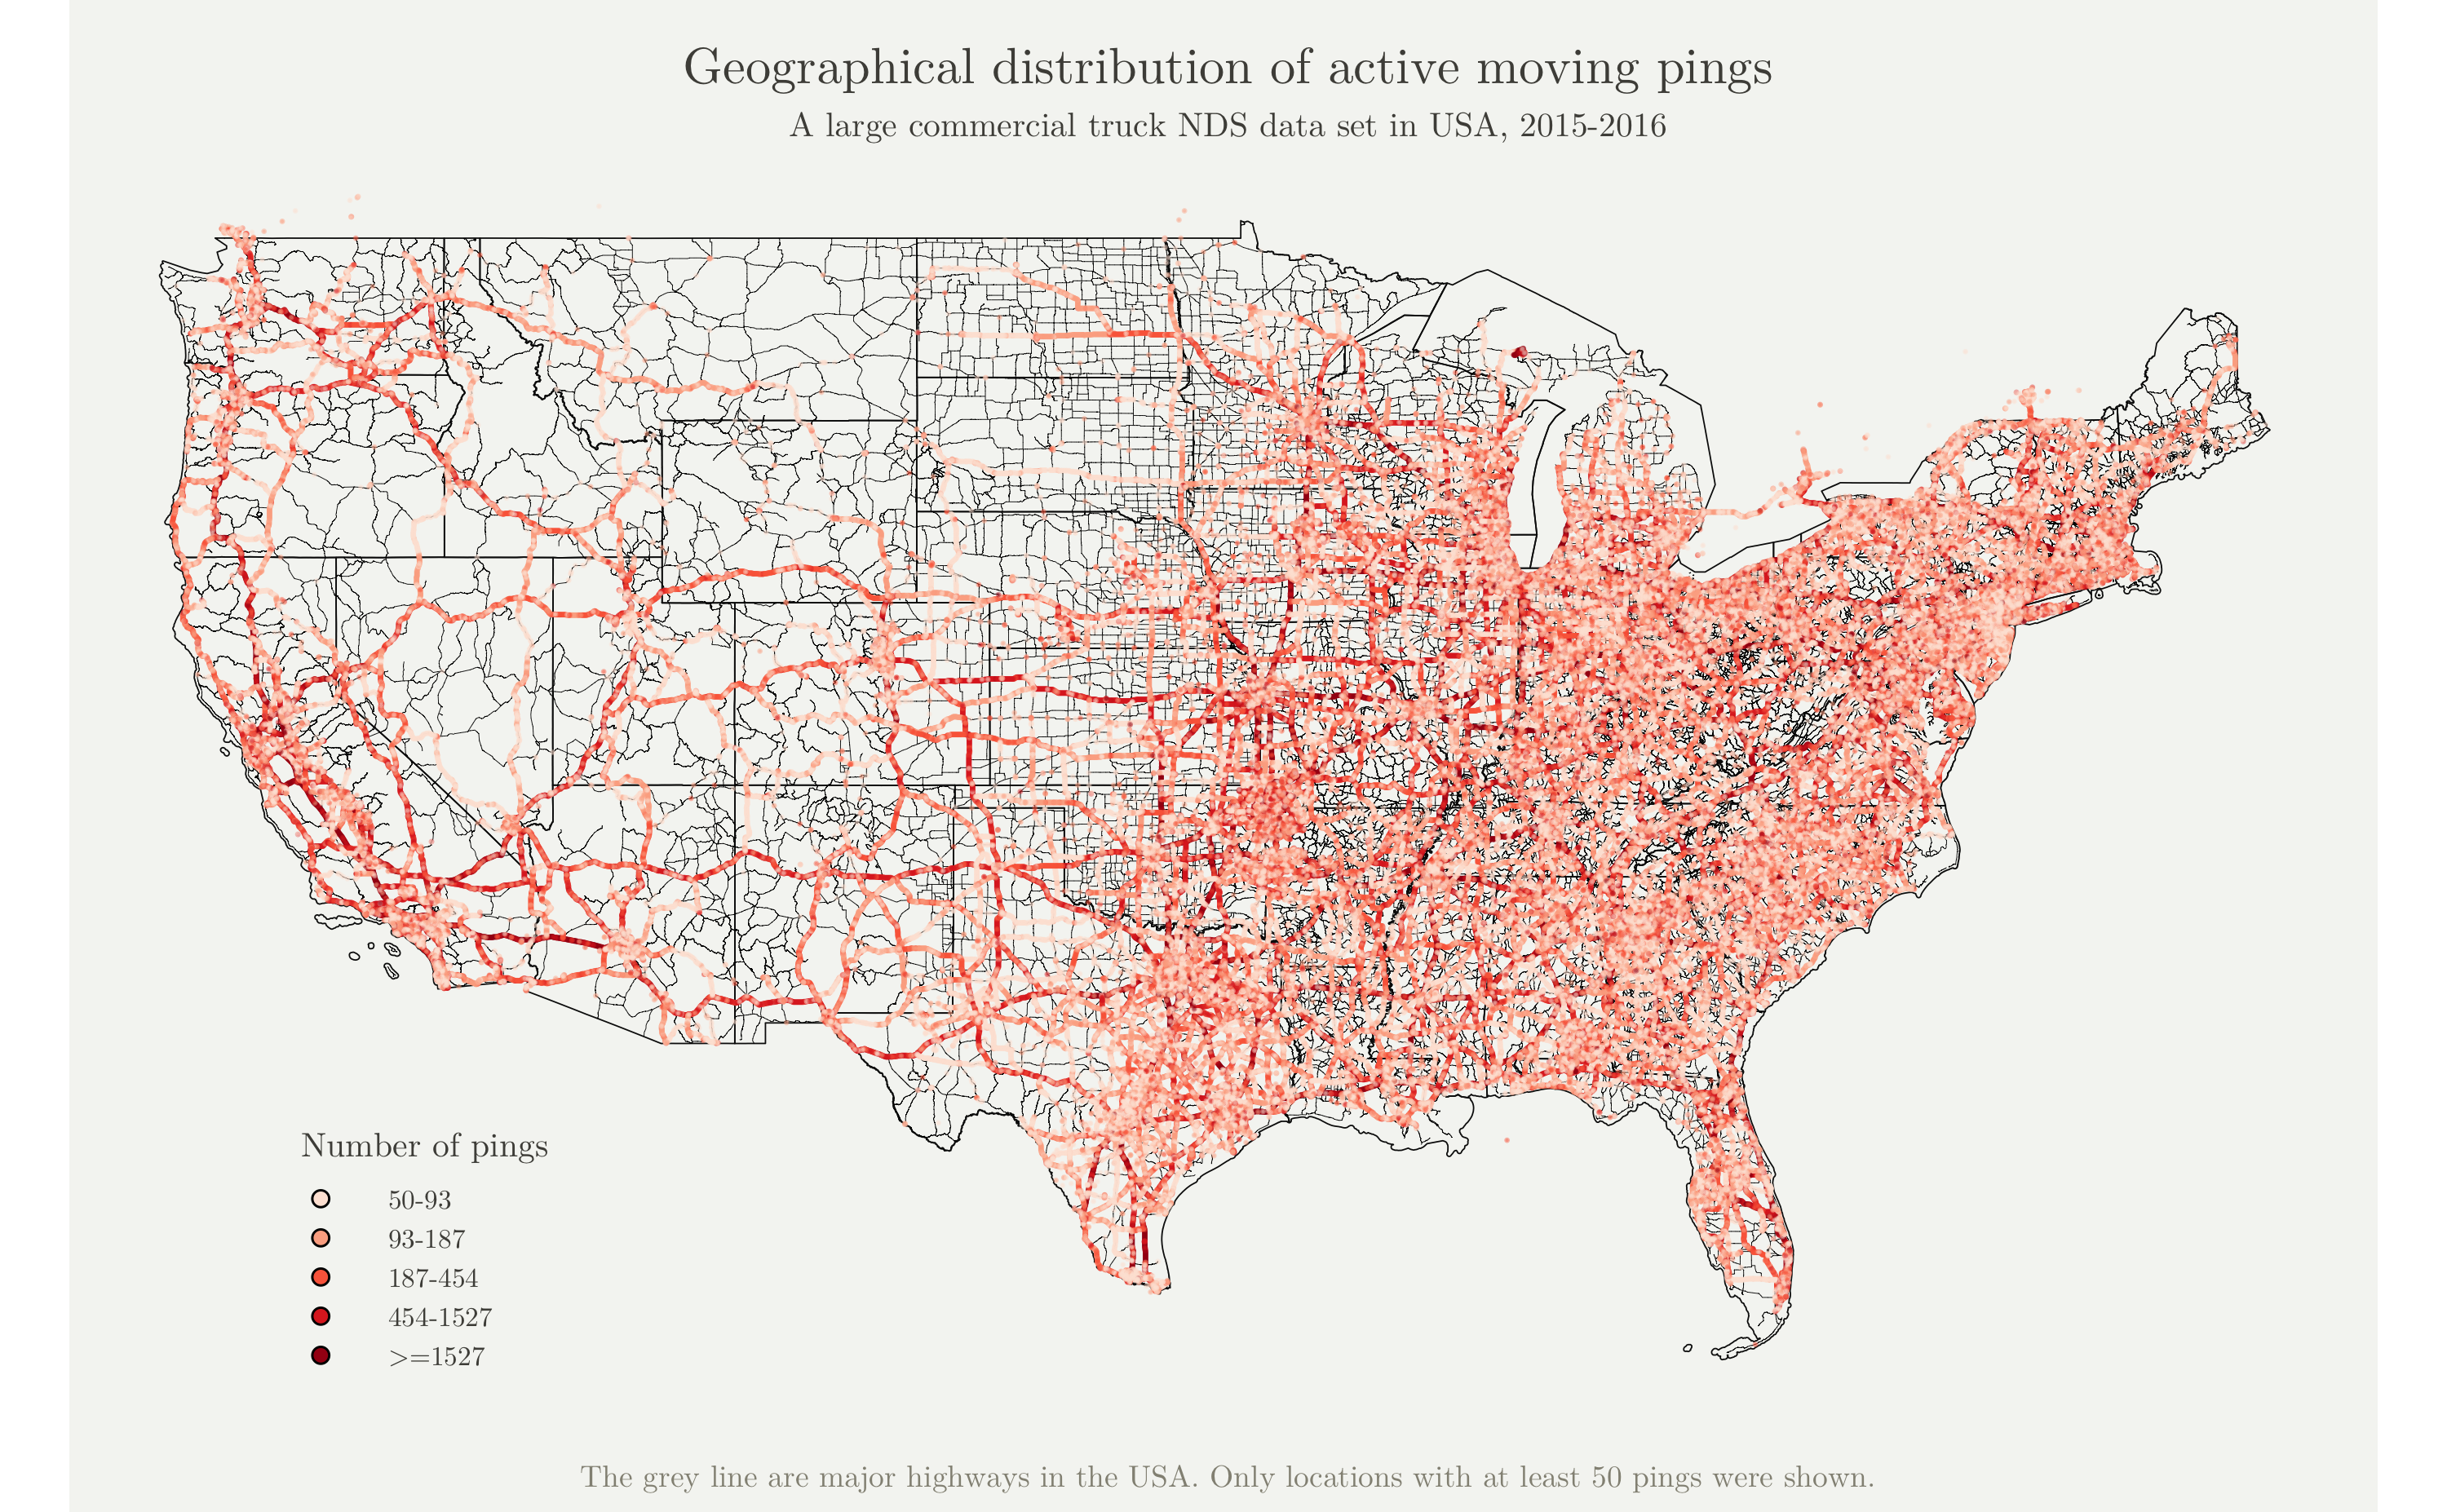 Geographical distribution of active moving pings
A large commercial truck NDS data set in USA, 2015-2016
Number of pings
50-93
93-187
187-454
454-1527
>=1527
The grey line are major highways in the USA. Only locations with at least 50 pings were shown.